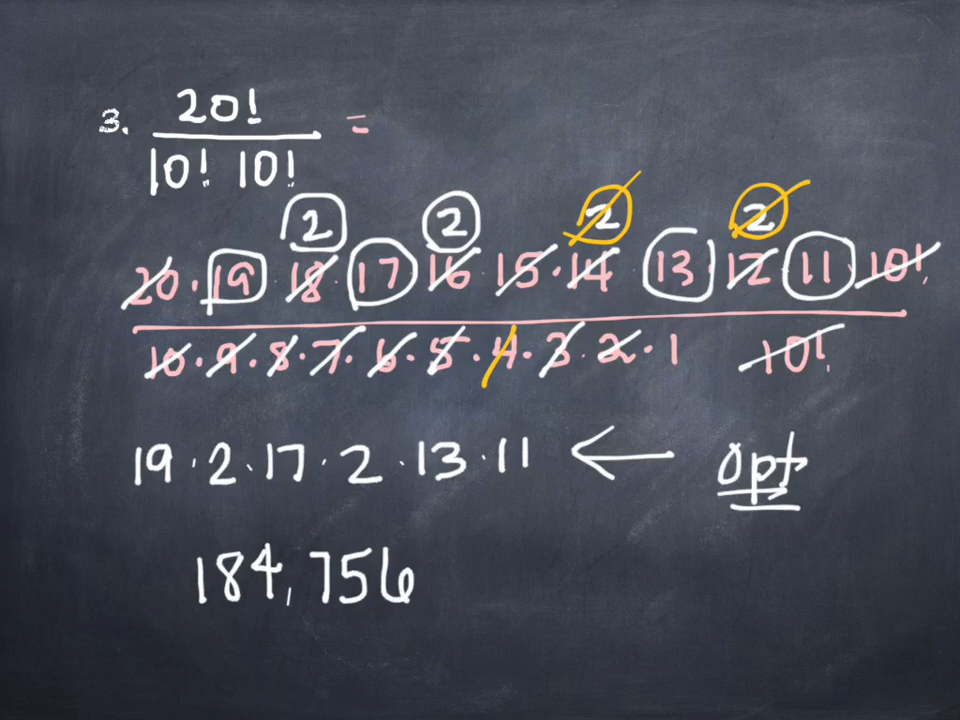 3. 20! =
10! 10!
2 2 2 2
20 · 19 · 18 · 17 · 16 · 15 · 14 · 13 · 12 · 11 · 10!
10 · 9 · 8 · 7 · 6 · 5 · 4 · 3 · 2 · 1 10!
19 · 2 · 17 · 2 · 13 · 11 ← opt
184,756